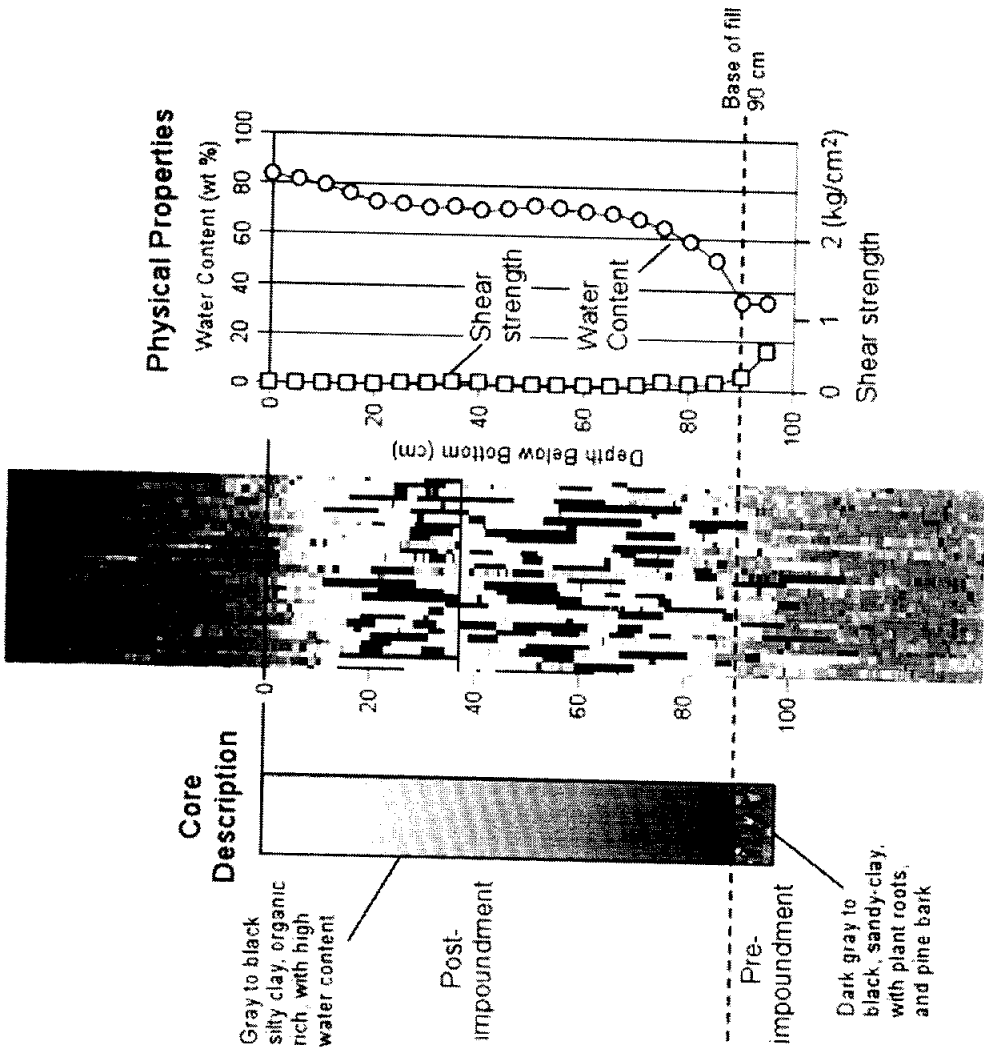 Core
Description
Gray to black
silty clay, organic
rich, with high
water content
Post-
impoundment
Pre-
impoundment
Dark gray to
black, sandy-clay,
with plant roots,
and pine bark
0
20
40
60
80
100
Physical Properties
Water Content (wt %)
0 20 40 60 80 100
Depth Below Bottom (cm)
0
20
40
60
80
100
Shear
strength
Water
Content
Base of fill
90 cm
0 1 2 (kg/cm²)
Shear strength